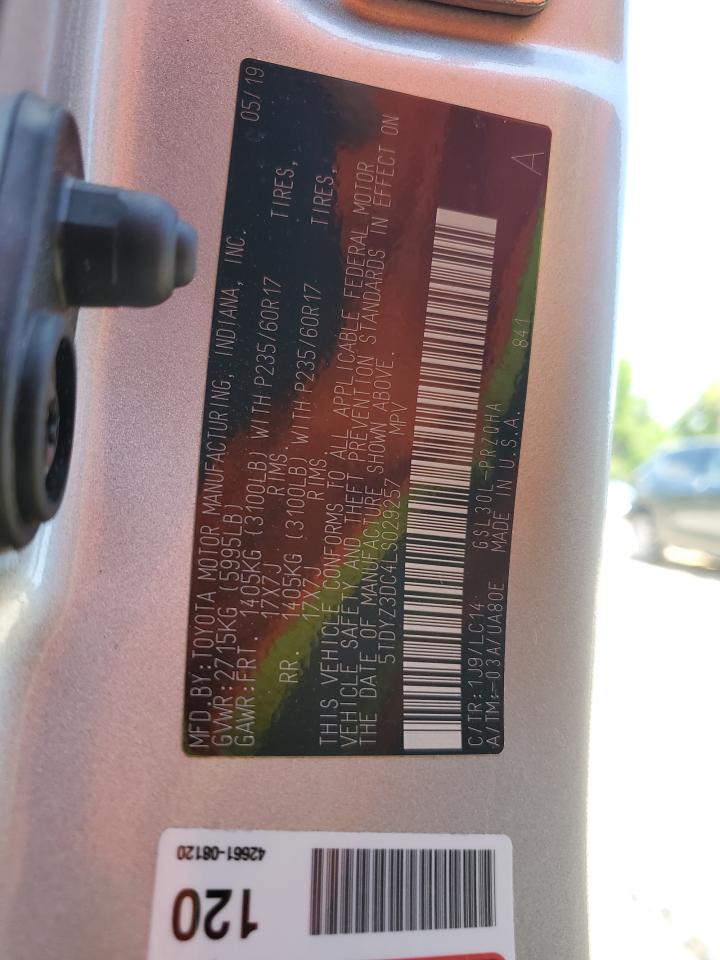 MFD.BY:TOYOTA MOTOR MANUFACTURING, INDIANA, INC. 05/19
GVWR:2715KG (5995LB)
GAWR:FRT. 1405KG (3100LB) WITH P235/60R17 TIRES,
17X7J RIMS
RR. 1405KG (3100LB) WITH P235/60R17 TIRES,
17X7J RIMS
THIS VEHICLE CONFORMS TO ALL APPLICABLE FEDERAL MOTOR
VEHICLE SAFETY AND THEFT PREVENTION STANDARDS IN EFFECT ON
THE DATE OF MANUFACTURE SHOWN ABOVE.
5TDYZ3DC4LS029257 MPV
C/TR:1J9/LC14 GSL30L-PRZQHA 841 A
A/TM:-03A/UA80E MADE IN U.S.A.
42661-08120
120